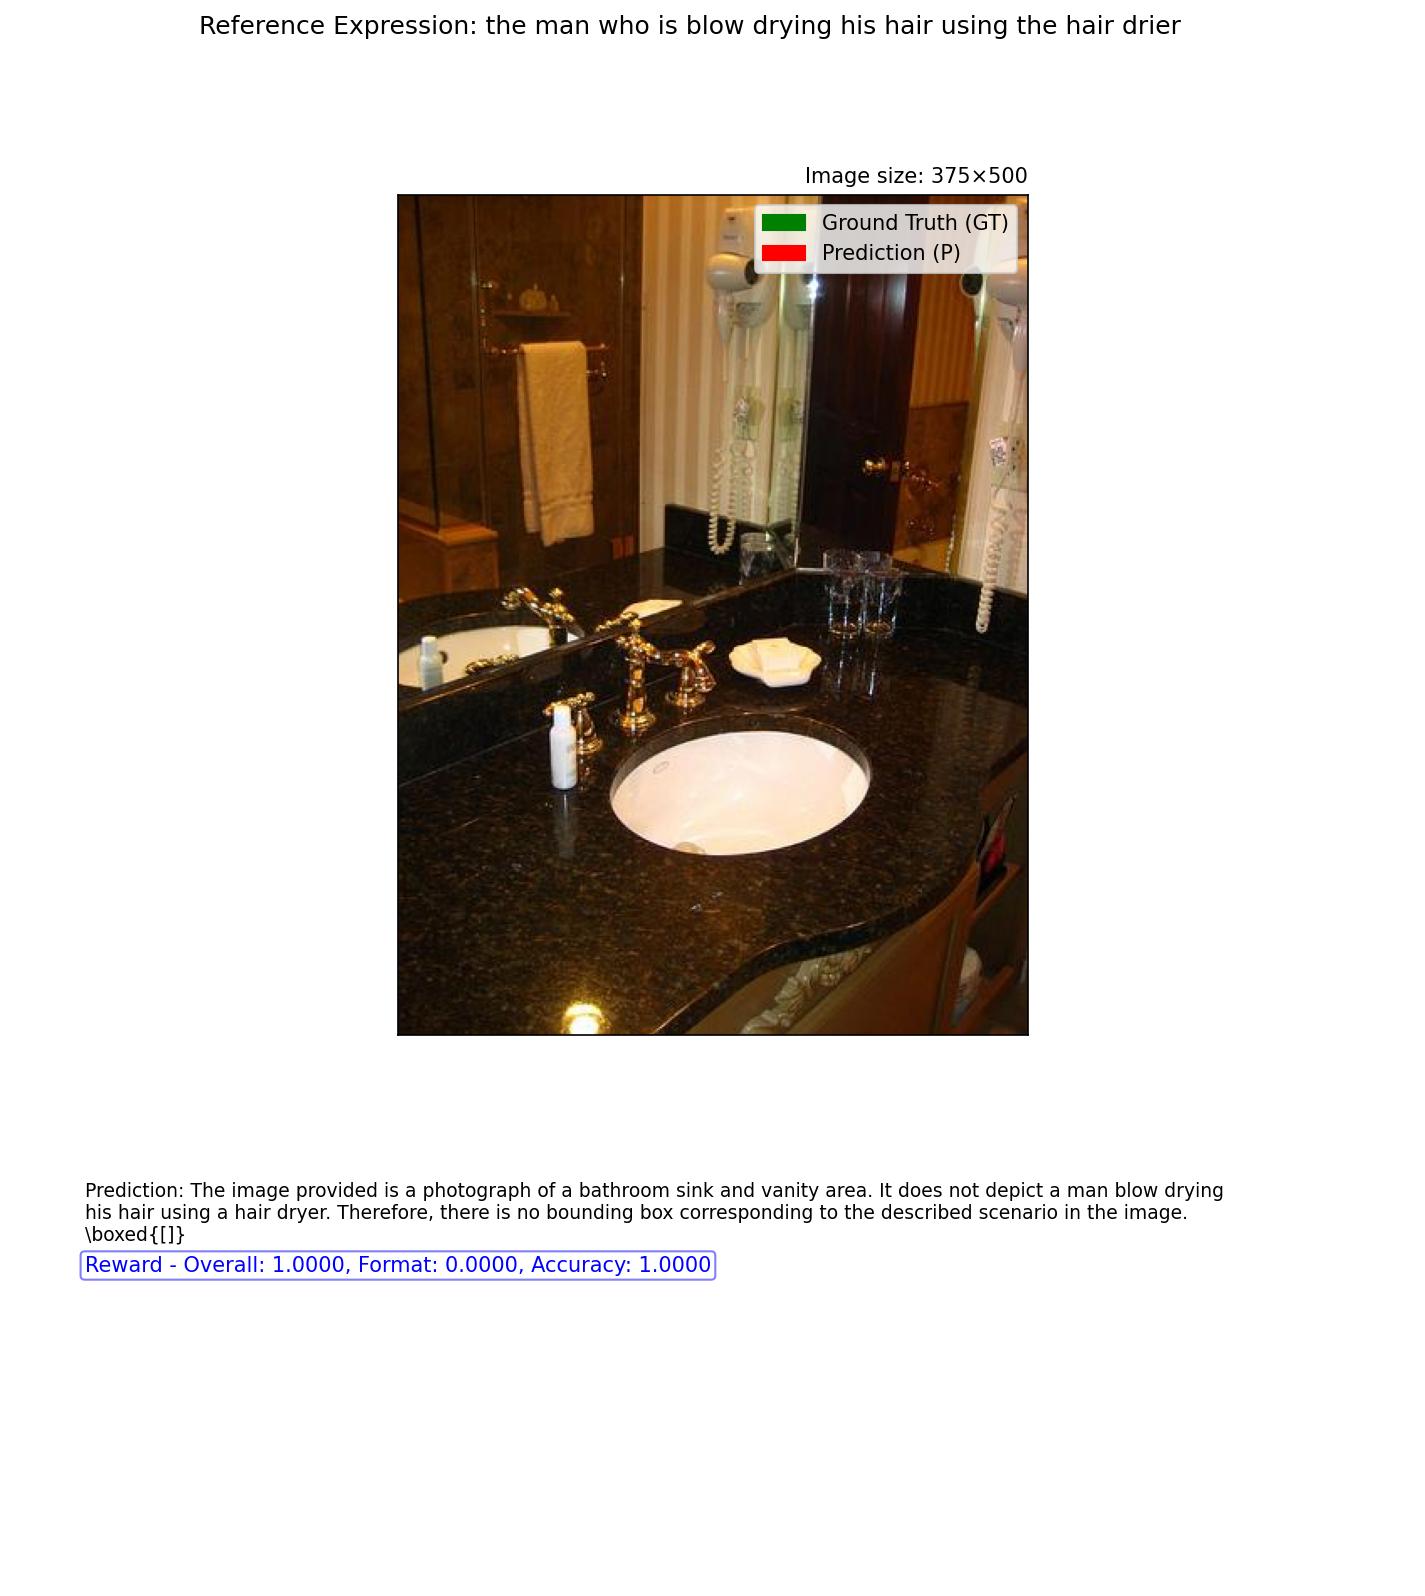 Reference Expression: the man who is blow drying his hair using the hair drier
Image size: 375×500
Ground Truth (GT)
Prediction (P)
Prediction: The image provided is a photograph of a bathroom sink and vanity area. It does not depict a man blow drying
his hair using a hair dryer. Therefore, there is no bounding box corresponding to the described scenario in the image.
\boxed{[]}
Reward - Overall: 1.0000, Format: 0.0000, Accuracy: 1.0000